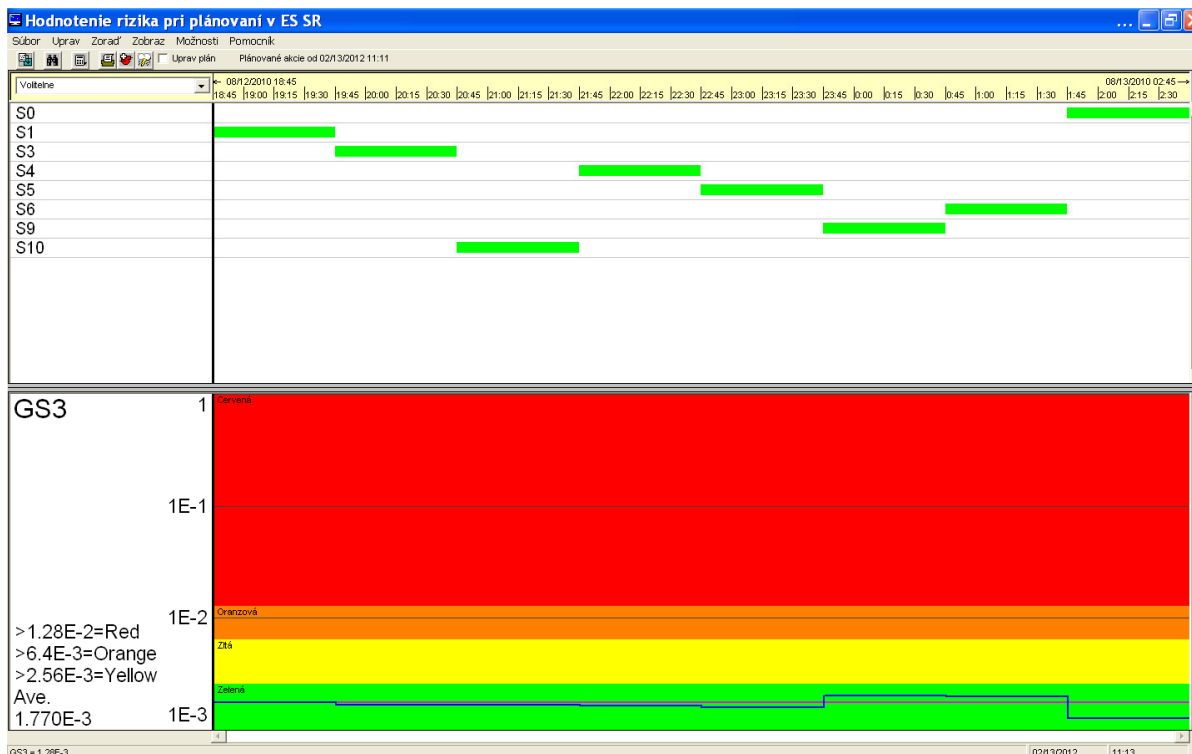 Hodnotenie rizika pri plánovaní v ES SR ...
Súbor Uprav Zoraď Zobraz Možnosti Pomocník
Uprav plán Plánované akcie od 02/13/2012 11:11
Volitelne
← 08/12/2010 18:45 08/13/2010 02:45 →
18:45 19:00 19:15 19:30 19:45 20:00 20:15 20:30 20:45 21:00 21:15 21:30 21:45 22:00 22:15 22:30 22:45 23:00 23:15 23:30 23:45 0:00 0:15 0:30 0:45 1:00 1:15 1:30 1:45 2:00 2:15 2:30
S0
S1
S3
S4
S5
S6
S9
S10
GS3
1
Červená
1E-1
1E-2
Oranzová
>1.28E-2=Red
>6.4E-3=Orange
Zltá
>2.56E-3=Yellow
Zelená
Ave.
1.770E-3
1E-3
GS3 = 1.28E-3 02/13/2012 11:13